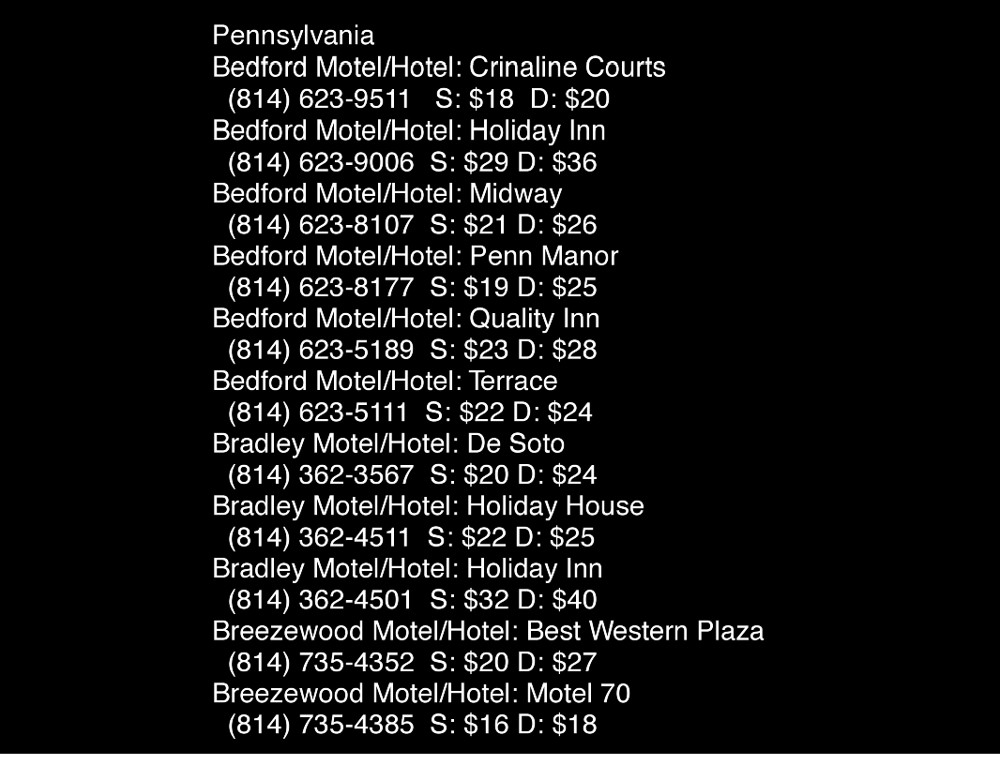 Pennsylvania
Bedford Motel/Hotel: Crinaline Courts
(814) 623-9511 S: $18 D: $20
Bedford Motel/Hotel: Holiday Inn
(814) 623-9006 S: $29 D: $36
Bedford Motel/Hotel: Midway
(814) 623-8107 S: $21 D: $26
Bedford Motel/Hotel: Penn Manor
(814) 623-8177 S: $19 D: $25
Bedford Motel/Hotel: Quality Inn
(814) 623-5189 S: $23 D: $28
Bedford Motel/Hotel: Terrace
(814) 623-5111 S: $22 D: $24
Bradley Motel/Hotel: De Soto
(814) 362-3567 S: $20 D: $24
Bradley Motel/Hotel: Holiday House
(814) 362-4511 S: $22 D: $25
Bradley Motel/Hotel: Holiday Inn
(814) 362-4501 S: $32 D: $40
Breezewood Motel/Hotel: Best Western Plaza
(814) 735-4352 S: $20 D: $27
Breezewood Motel/Hotel: Motel 70
(814) 735-4385 S: $16 D: $18